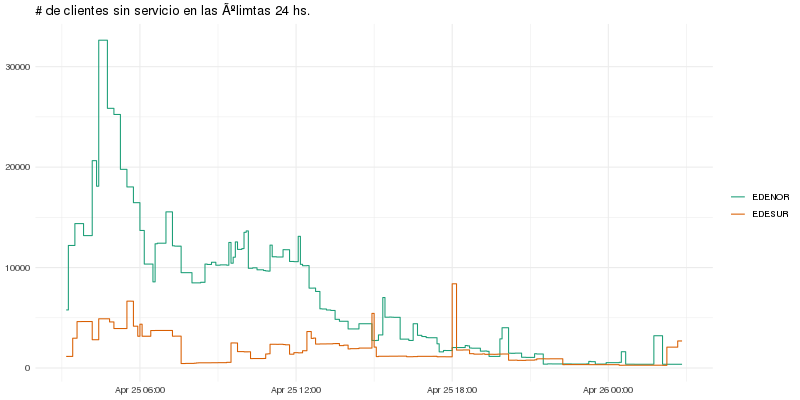 # de clientes sin servicio en las Ãºlimtas 24 hs.
30000
20000
10000
0
Apr 25 06:00
Apr 25 12:00
Apr 25 18:00
Apr 26 00:00
EDENOR
EDESUR